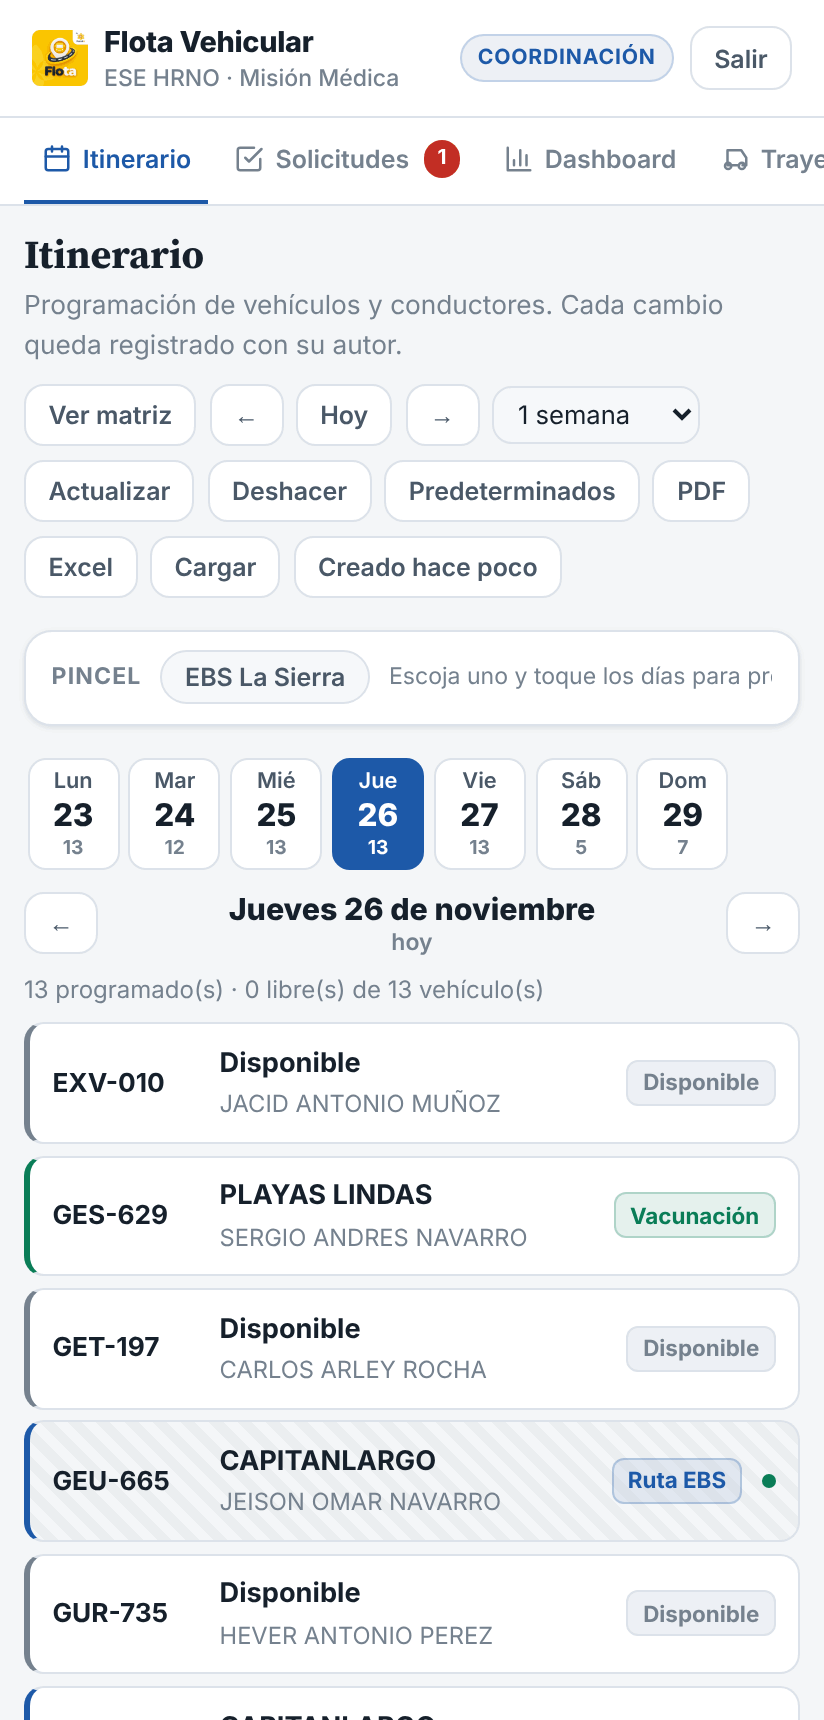 Flota
Flota Vehicular
ESE HRNO · Misión Médica
COORDINACIÓN
Salir
Itinerario
Solicitudes 1
Dashboard
Traye
Itinerario
Programación de vehículos y conductores. Cada cambio
queda registrado con su autor.
Ver matriz ← Hoy → 1 semana
Actualizar Deshacer Predeterminados PDF
Excel Cargar Creado hace poco
PINCEL EBS La Sierra Escoja uno y toque los días para pr
Lun Mar Mié Jue Vie Sáb Dom
23 24 25 26 27 28 29
13 12 13 13 13 5 7
← Jueves 26 de noviembre →
hoy
13 programado(s) · 0 libre(s) de 13 vehículo(s)
EXV-010 Disponible Disponible
JACID ANTONIO MUÑOZ
GES-629 PLAYAS LINDAS Vacunación
SERGIO ANDRES NAVARRO
GET-197 Disponible Disponible
CARLOS ARLEY ROCHA
GEU-665 CAPITANLARGO Ruta EBS
JEISON OMAR NAVARRO
GUR-735 Disponible Disponible
HEVER ANTONIO PEREZ